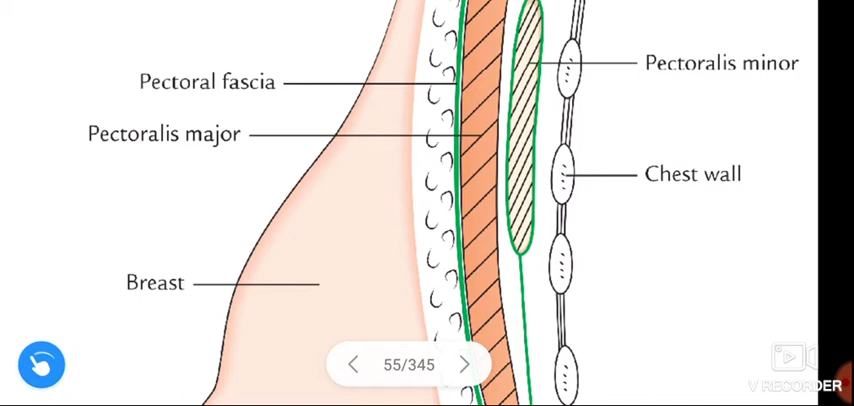 Pectoralis minor
Pectoral fascia
Pectoralis major
Chest wall
Breast
55/345
V RECORDER